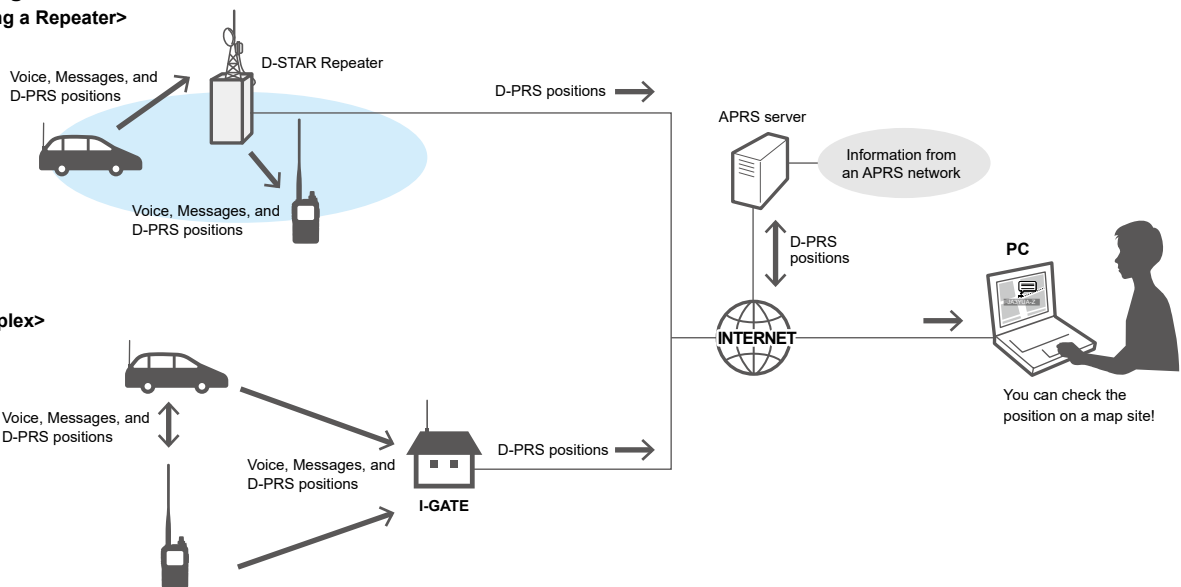 ng a Repeater>
Voice, Messages, and
D-PRS positions
D-STAR Repeater
D-PRS positions
Voice, Messages, and
D-PRS positions
APRS server
Information from
an APRS network
D-PRS
positions
PC
INTERNET
You can check the
position on a map site!
plex>
Voice, Messages, and
D-PRS positions
Voice, Messages, and
D-PRS positions
D-PRS positions
I-GATE